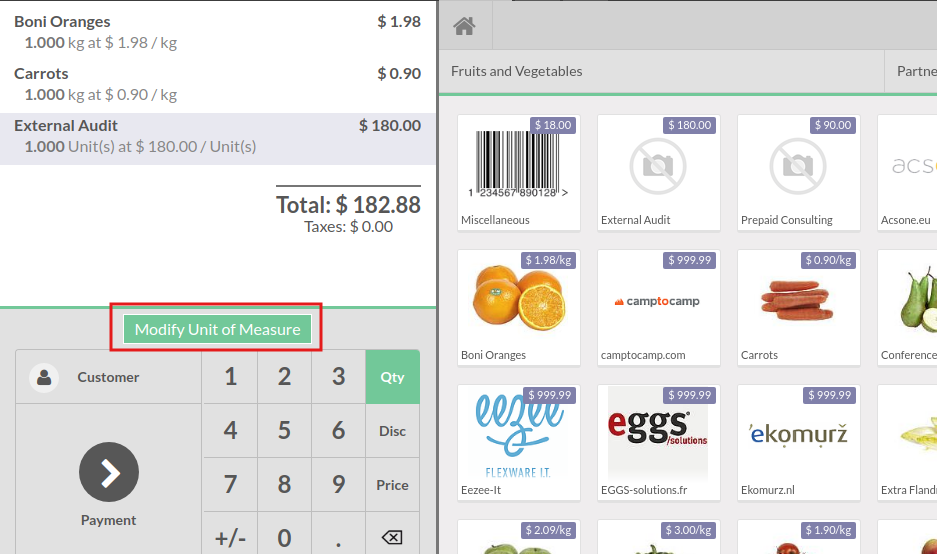 Boni Oranges $ 1.98
1.000 kg at $ 1.98 / kg
Carrots $ 0.90
1.000 kg at $ 0.90 / kg
External Audit $ 180.00
1.000 Unit(s) at $ 180.00 / Unit(s)
Total: $ 182.88
Taxes: $ 0.00
Modify Unit of Measure
Customer
1 2 3 Qty
4 5 6 Disc
7 8 9 Price
+/- 0 .
Payment
Fruits and Vegetables
Partne
$ 18.00
1 234567 890128 >
Miscellaneous
$ 180.00
External Audit
$ 90.00
Prepaid Consulting
acs
Acsone.eu
$ 1.98/kg
Boni Oranges
$ 999.99
camptocamp
camptocamp.com
$ 0.90/kg
Carrots
Conference
$ 999.99
eezee
FLEXWARE I.T.
Eezee-It
$ 999.99
eggs
/solutions
EGGS-solutions.fr
$ 999.99
ekomurž
Ekomurz.nl
Extra Fland
$ 2.09/kg
$ 3.00/kg
$ 1.90/kg